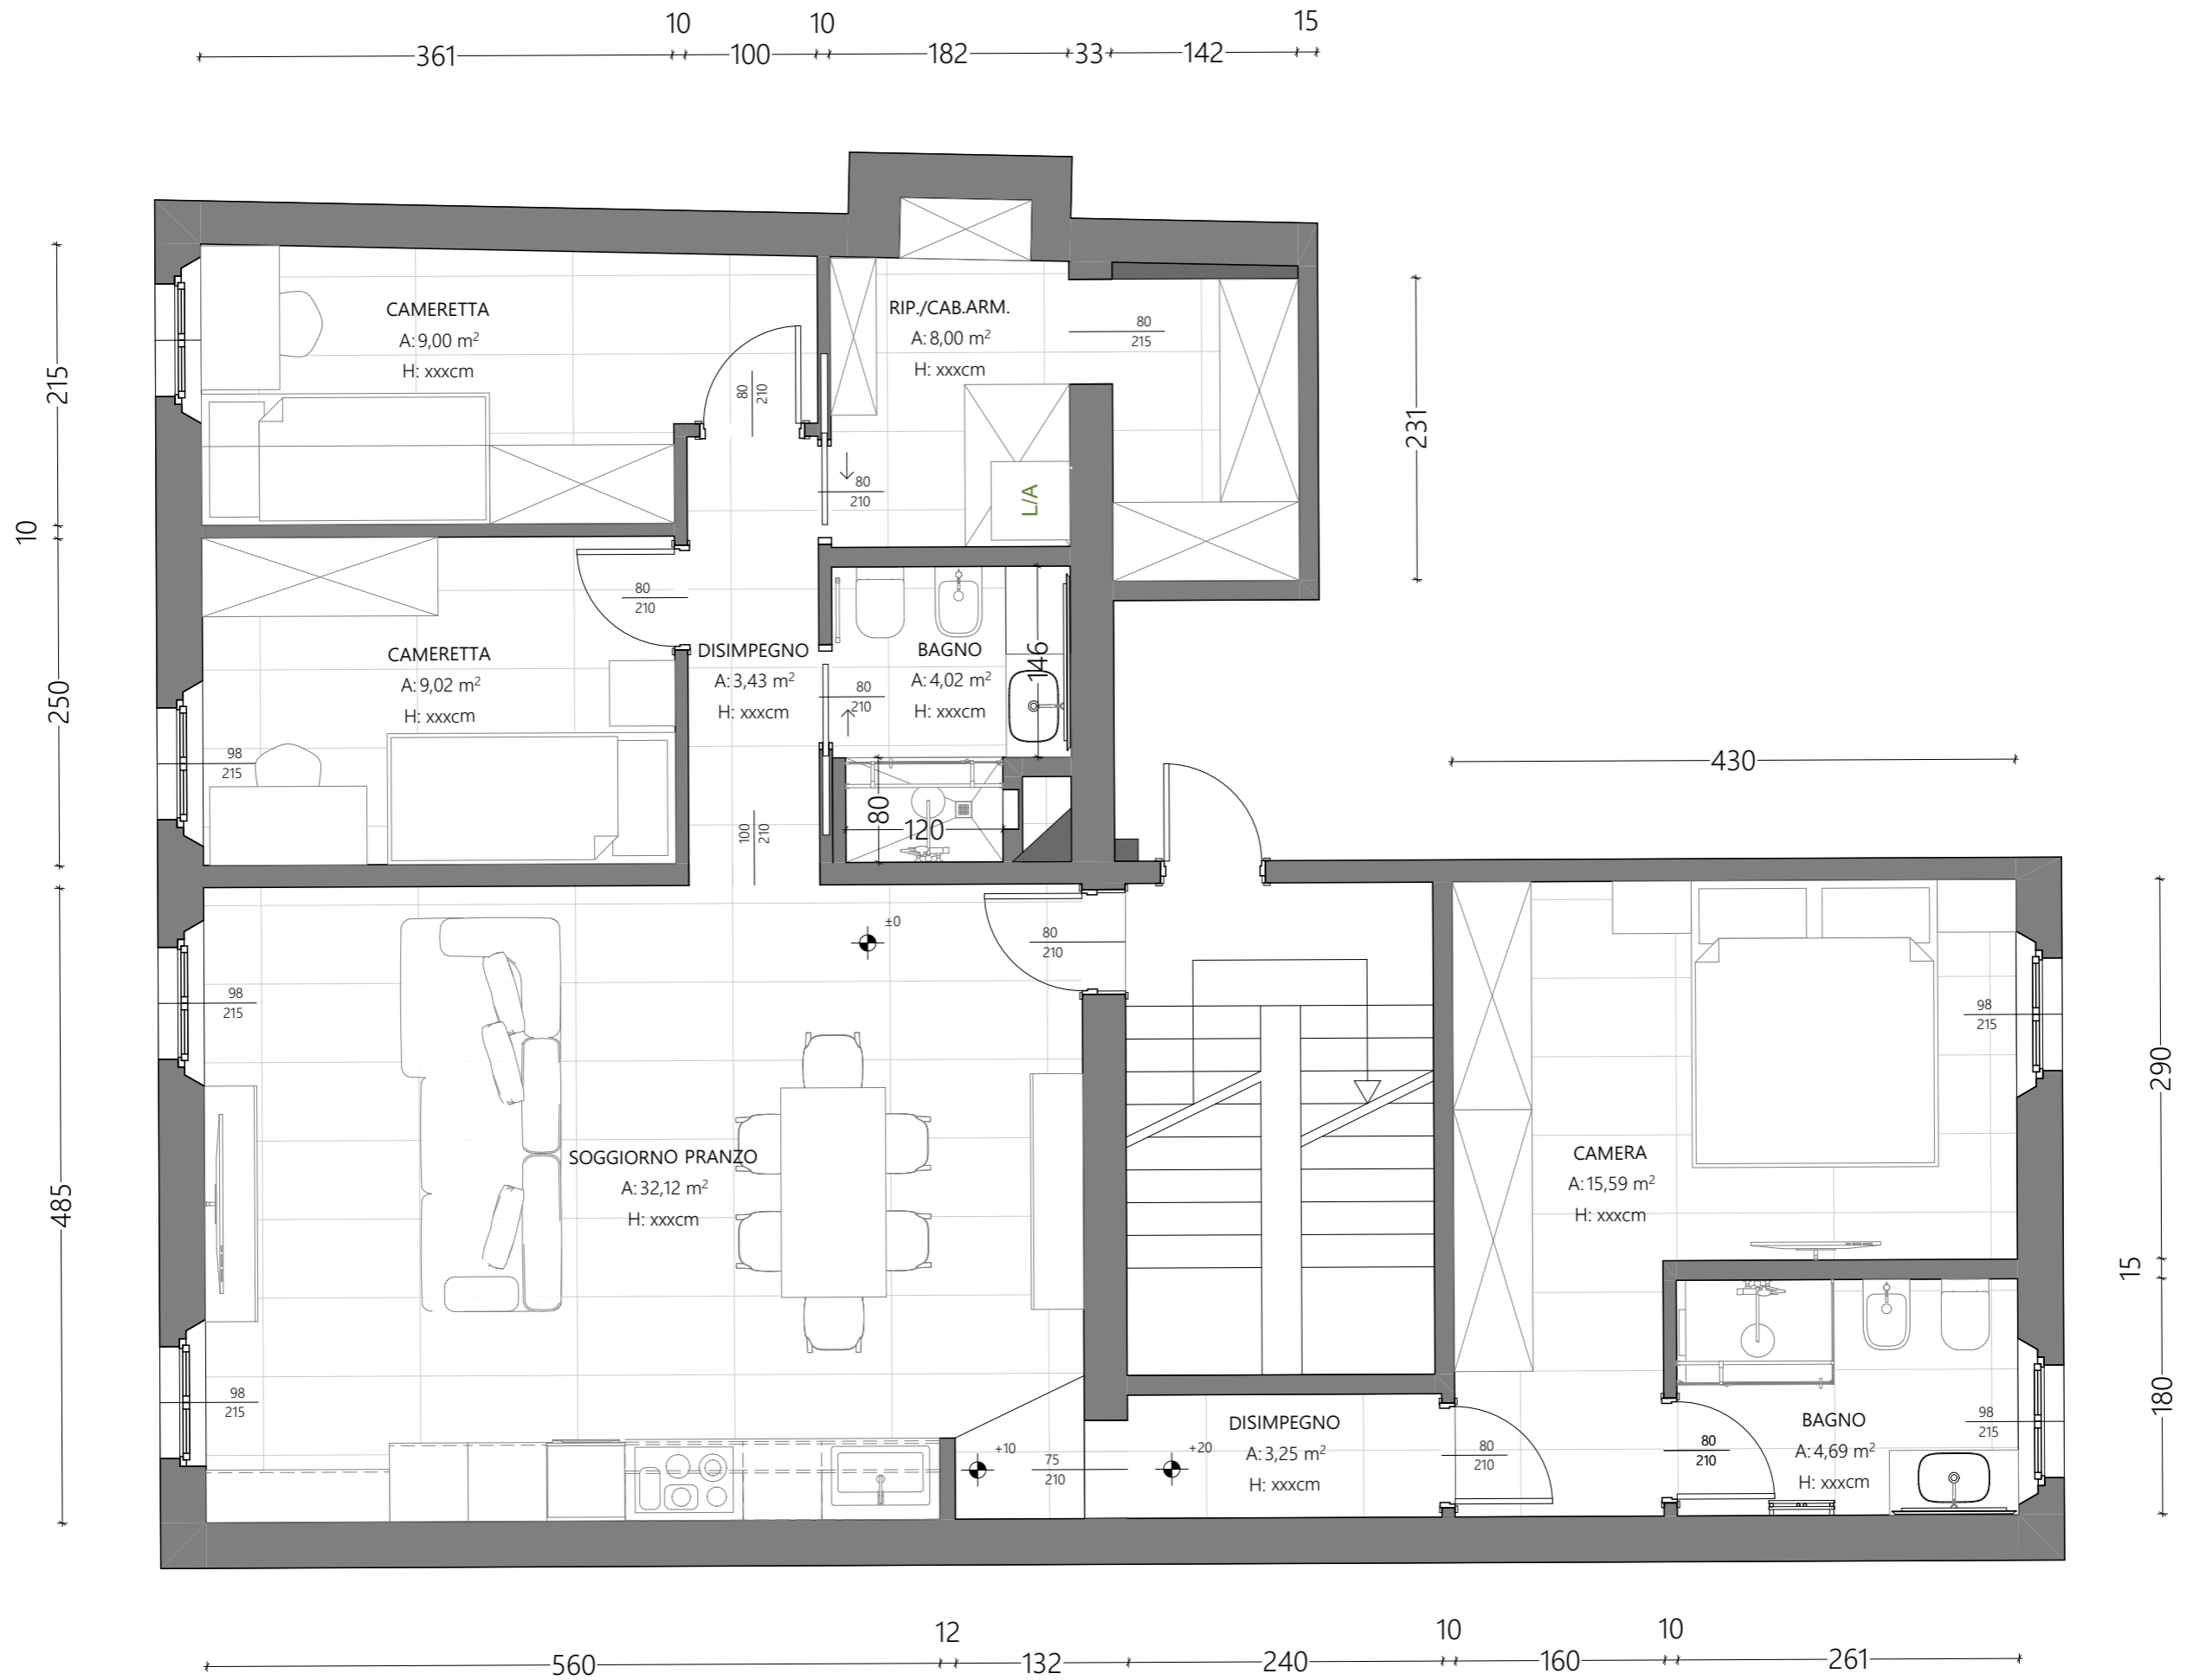 10
10
15
361
100
182
33
142
CAMERETTA
A: 9,00 m²
H: xxxcm
RIP./CAB.ARM.
A: 8,00 m²
H: xxxcm
80
215
80
210
80
210
L/A
215
231
10
250
80
210
CAMERETTA
A: 9,02 m²
H: xxxcm
DISIMPEGNO
A: 3,43 m²
H: xxxcm
BAGNO
A: 4,02 m²
H: xxxcm
80
210
146
98
215
100
210
80
120
430
±0
80
210
98
215
98
215
290
485
SOGGIORNO PRANZO
A: 32,12 m²
H: xxxcm
CAMERA
A: 15,59 m²
H: xxxcm
15
180
98
215
+10
75
210
+20
DISIMPEGNO
A: 3,25 m²
H: xxxcm
80
210
80
210
BAGNO
A: 4,69 m²
H: xxxcm
98
215
12
10
10
560
132
240
160
261